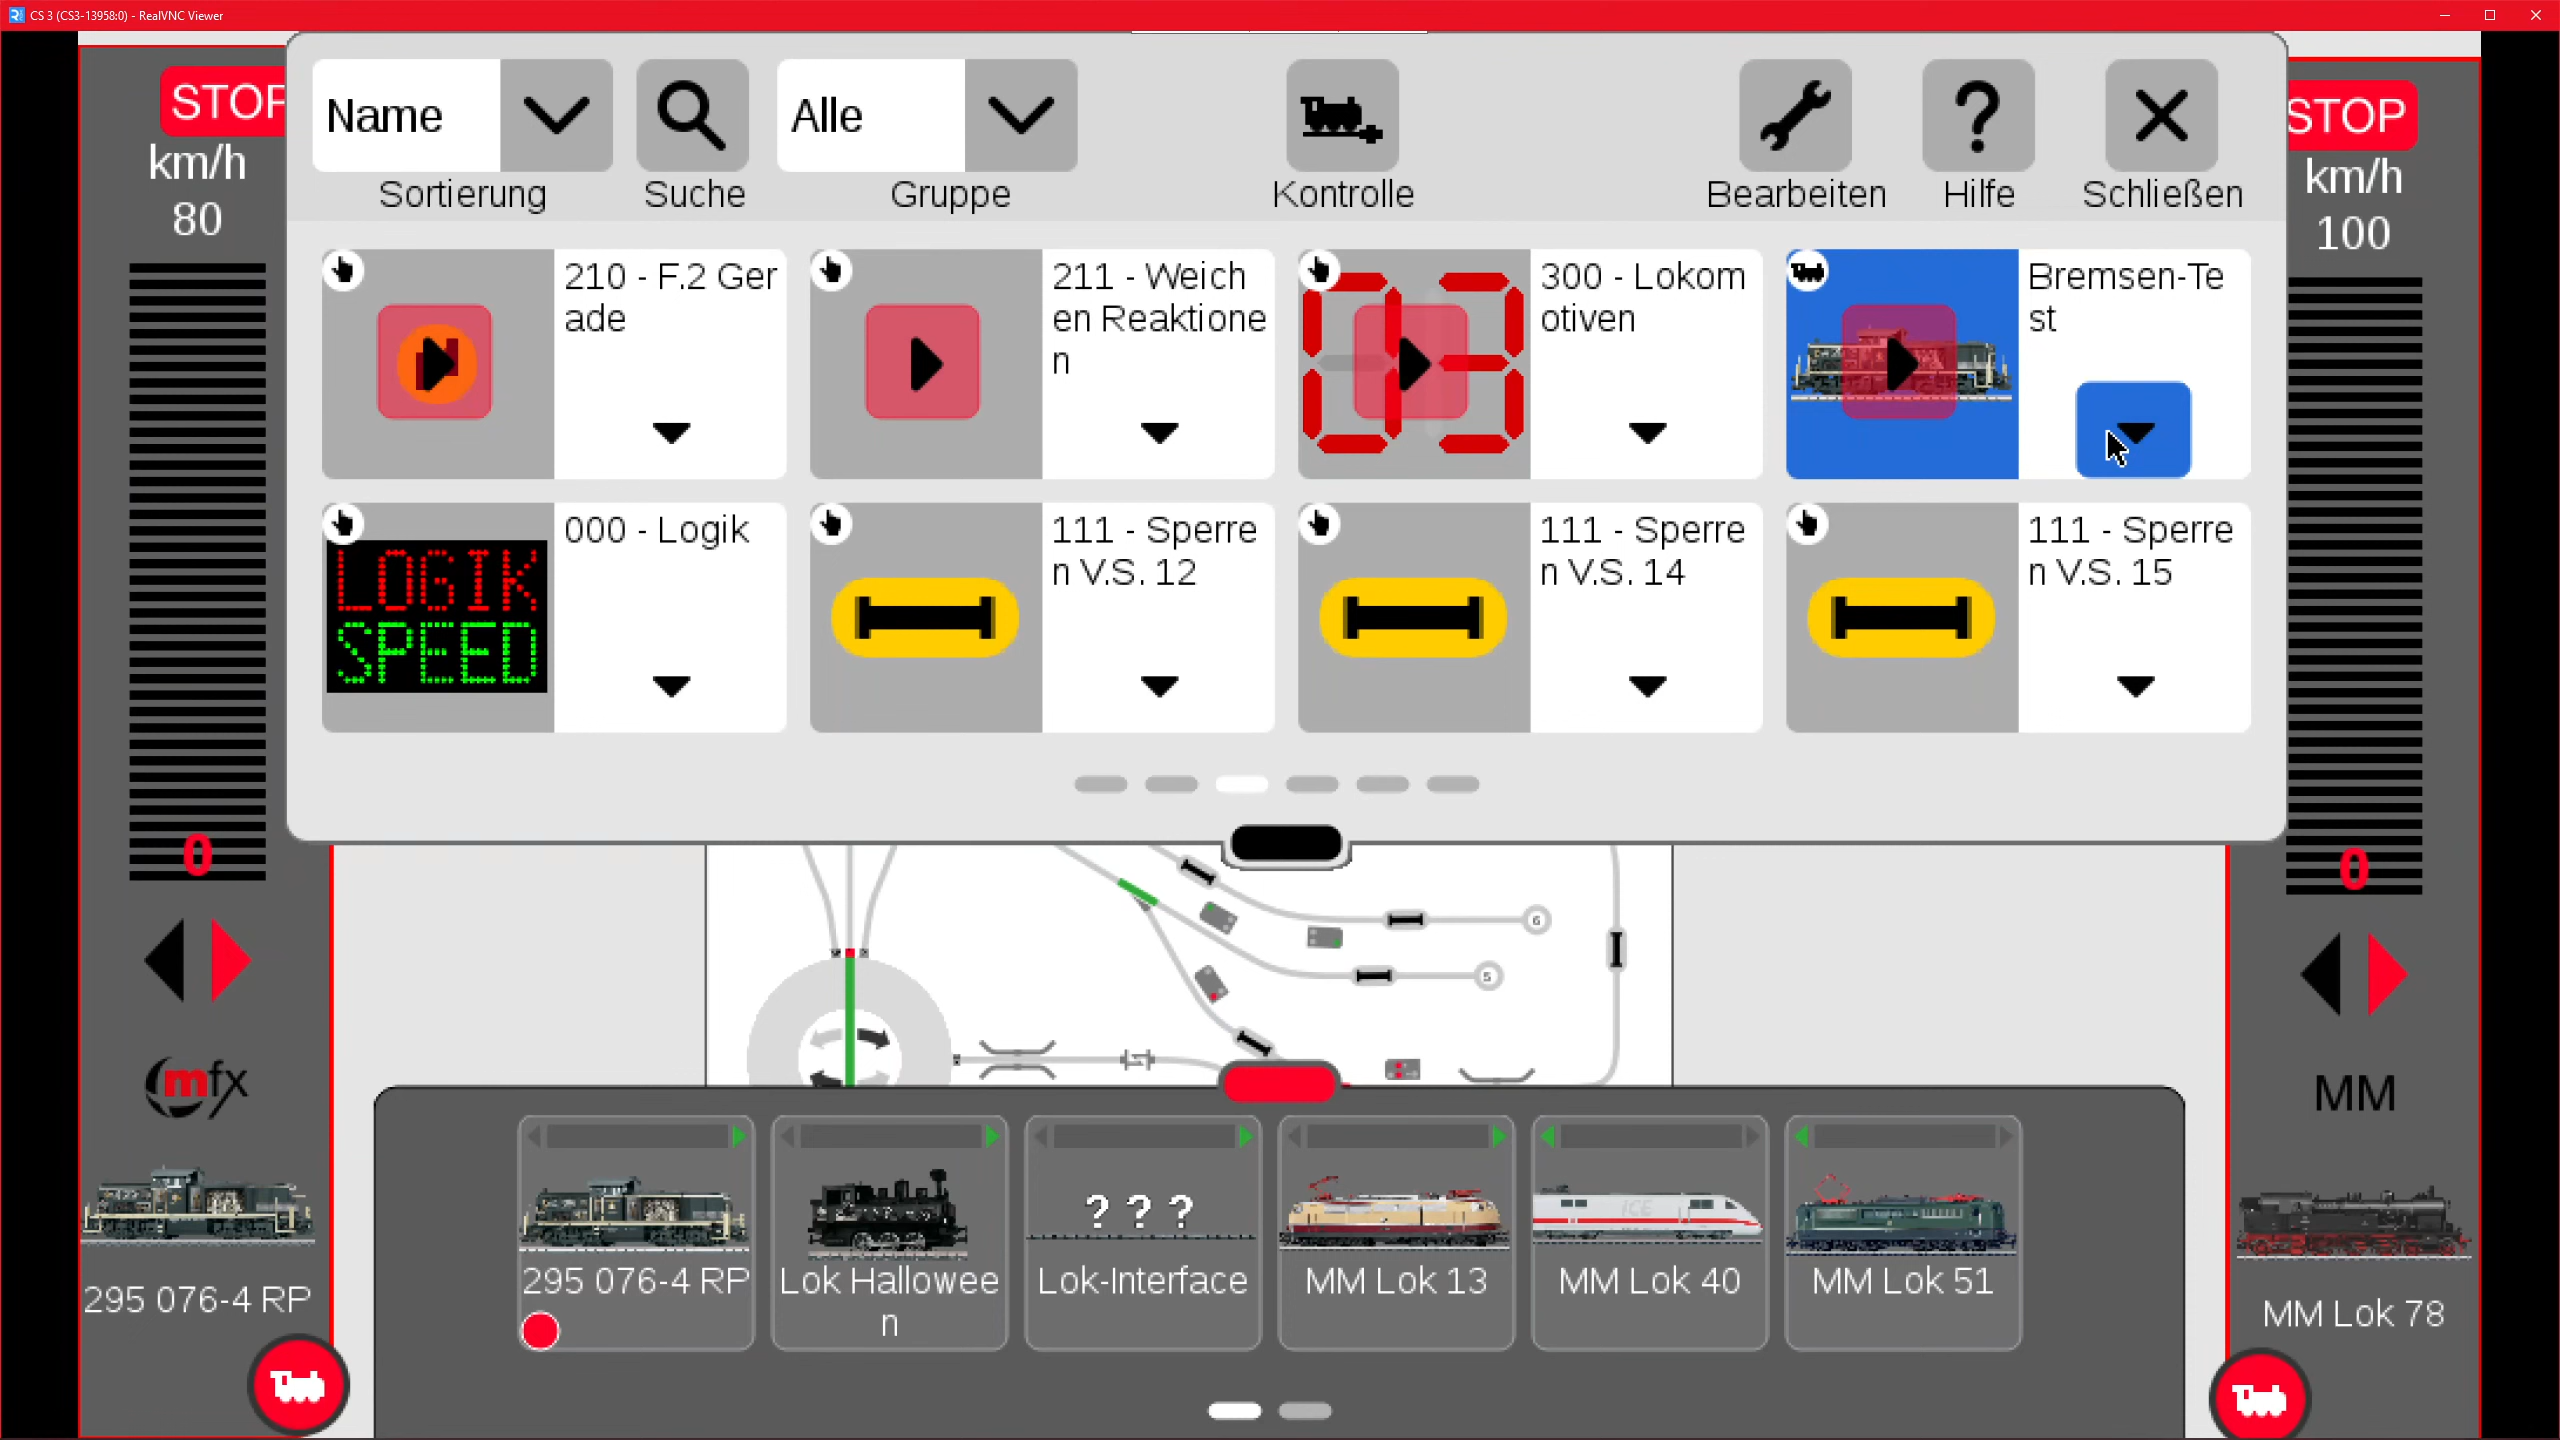 CS 3 (CS3-13958:0) - RealVNC Viewer
STOP
km/h
80
Name
Sortierung
Suche
Alle
Gruppe
Kontrolle
Bearbeiten
Hilfe
Schließen
STOP
km/h
100
210 - F.2 Ger
ade
211 - Weich
en Reaktione
n
300 - Lokom
otiven
Bremsen-Te
st
LOGIK
SPEED
000 - Logik
111 - Sperre
n V.S. 12
111 - Sperre
n V.S. 14
111 - Sperre
n V.S. 15
0
0
6
5
mfx
MM
295 076-4 RP
295 076-4 RP
Lok Hallowee
n
? ? ?
Lok-Interface
MM Lok 13
ICE
MM Lok 40
MM Lok 51
MM Lok 78